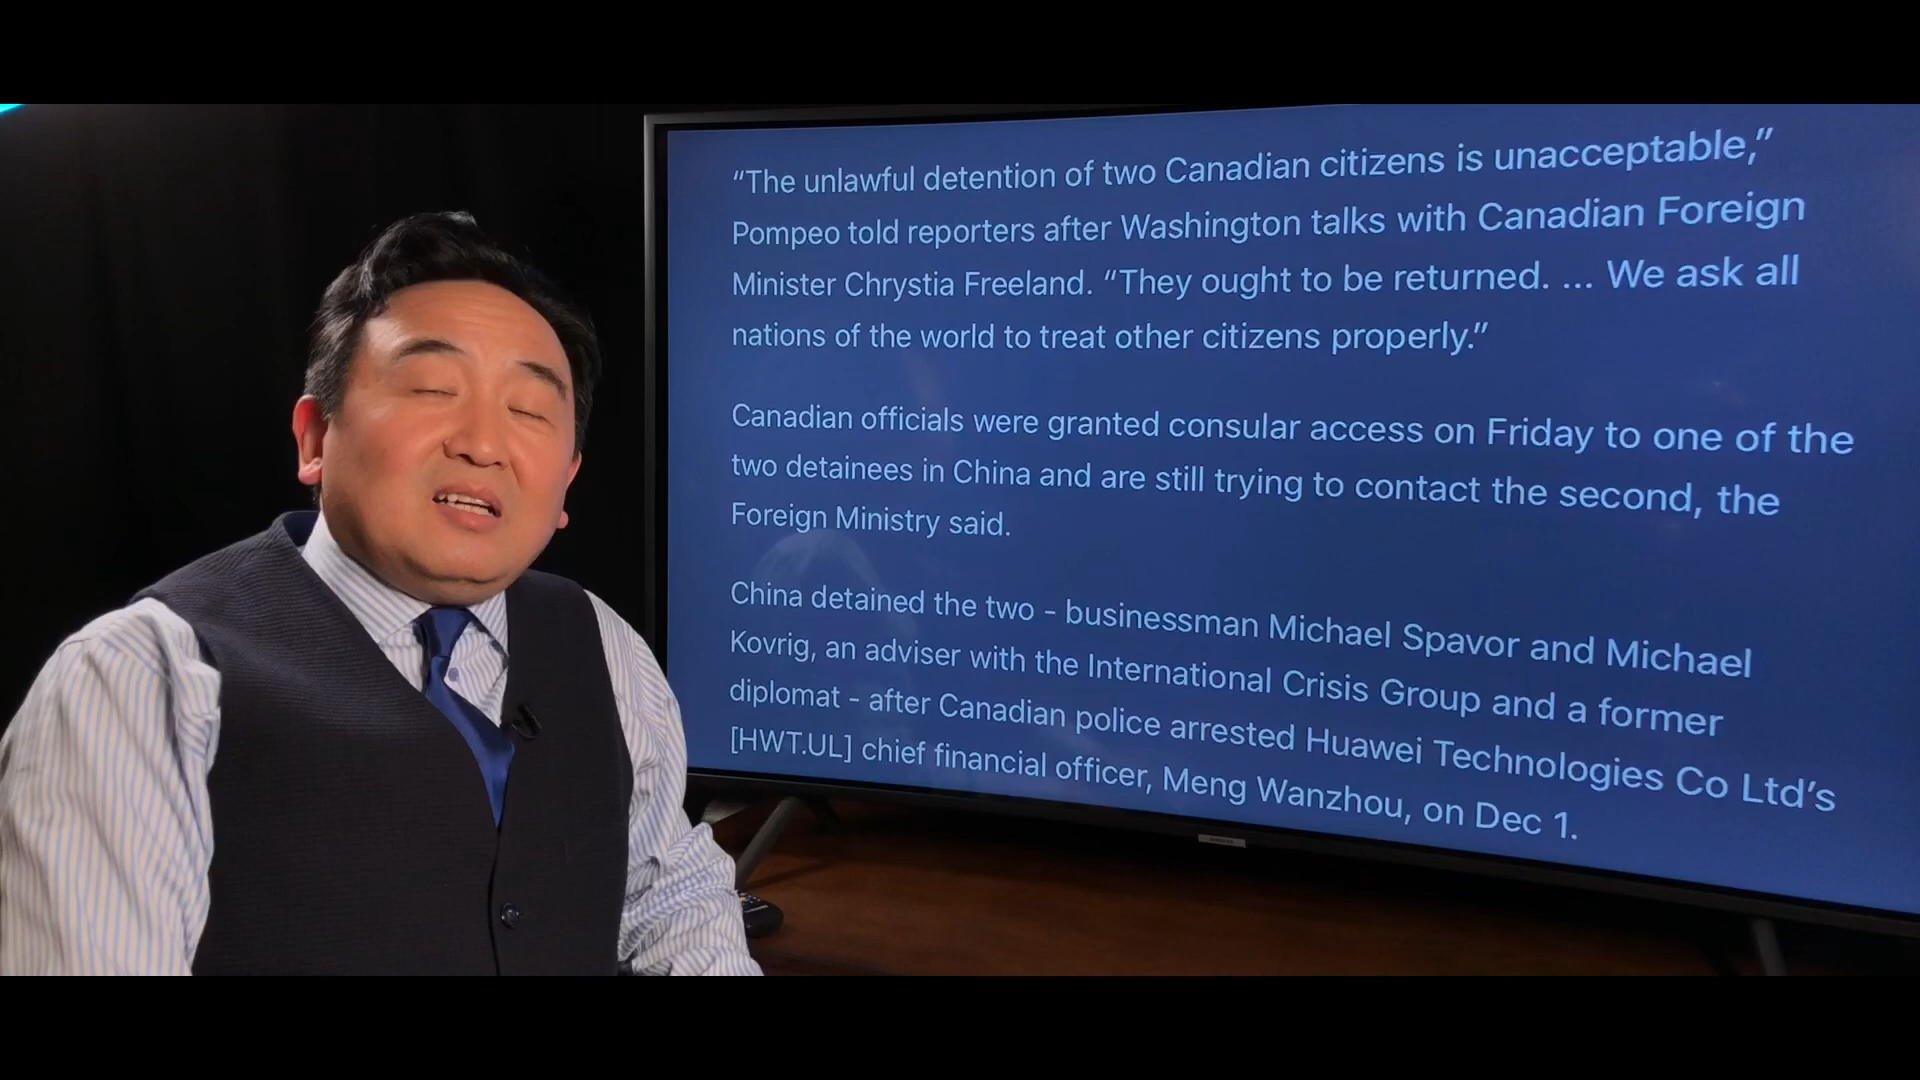 “The unlawful detention of two Canadian citizens is unacceptable,”
Pompeo told reporters after Washington talks with Canadian Foreign
Minister Chrystia Freeland. “They ought to be returned. ... We ask all
nations of the world to treat other citizens properly.”
Canadian officials were granted consular access on Friday to one of the
two detainees in China and are still trying to contact the second, the
Foreign Ministry said.
China detained the two - businessman Michael Spavor and Michael
Kovrig, an adviser with the International Crisis Group and a former
diplomat - after Canadian police arrested Huawei Technologies Co Ltd’s
[HWT.UL] chief financial officer, Meng Wanzhou, on Dec 1.